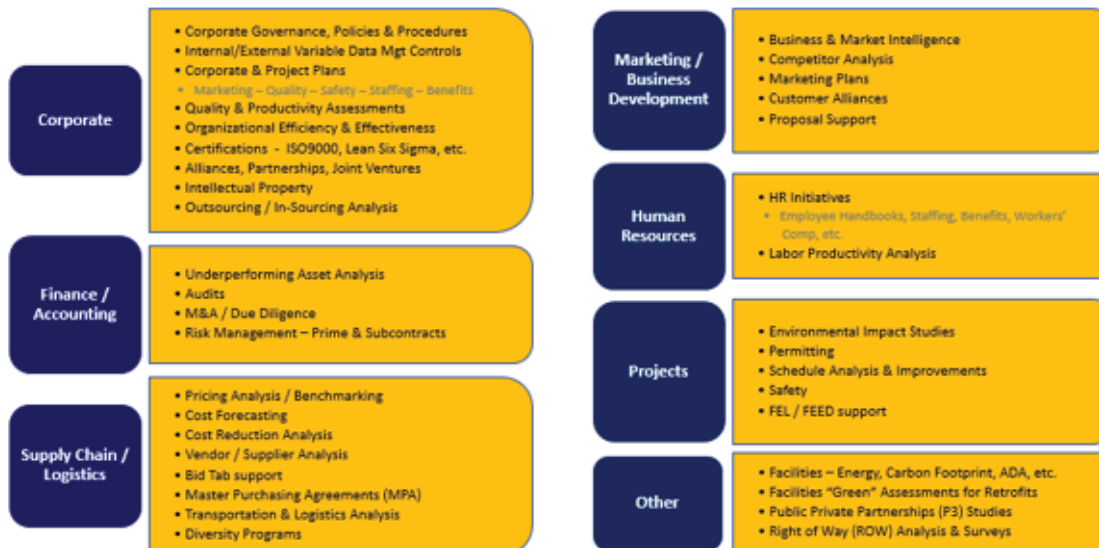 Corporate
• Corporate Governance, Policies & Procedures
• Internal/External Variable Data Mgt Controls
• Corporate & Project Plans
• Marketing – Quality – Safety – Staffing – Benefits
• Quality & Productivity Assessments
• Organizational Efficiency & Effectiveness
• Certifications - ISO9000, Lean Six Sigma, etc.
• Alliances, Partnerships, Joint Ventures
• Intellectual Property
• Outsourcing / In-Sourcing Analysis
Finance /
Accounting
• Underperforming Asset Analysis
• Audits
• M&A / Due Diligence
• Risk Management – Prime & Subcontracts
Supply Chain /
Logistics
• Pricing Analysis / Benchmarking
• Cost Forecasting
• Cost Reduction Analysis
• Vendor / Supplier Analysis
• Bid Tab support
• Master Purchasing Agreements (MPA)
• Transportation & Logistics Analysis
• Diversity Programs
Marketing /
Business
Development
• Business & Market Intelligence
• Competitor Analysis
• Marketing Plans
• Customer Alliances
• Proposal Support
Human
Resources
• HR Initiatives
• Employee Handbooks, Staffing, Benefits, Workers'
Comp, etc.
• Labor Productivity Analysis
Projects
• Environmental Impact Studies
• Permitting
• Schedule Analysis & Improvements
• Safety
• FEL / FEED support
Other
• Facilities – Energy, Carbon Footprint, ADA, etc.
• Facilities "Green" Assessments for Retrofits
• Public Private Partnerships (P3) Studies
• Right of Way (ROW) Analysis & Surveys